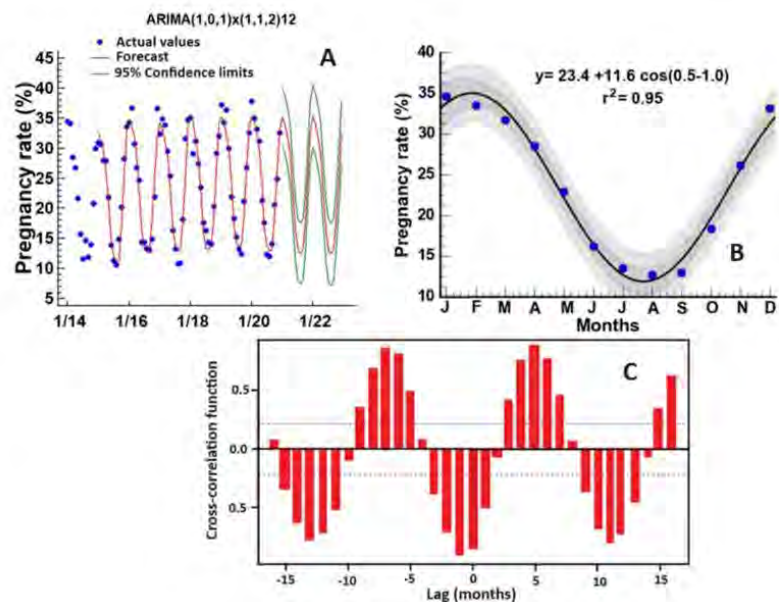 ARIMA(1,0,1)x(1,1,2)12
Actual values
Forecast
95% Confidence limits
A
Pregnancy rate (%)
45
40
35
30
25
20
15
10
5
1/14
1/16
1/18
1/20
1/22
y= 23.4 +11.6 cos(0.5-1.0)
r²= 0.95
B
Pregnancy rate (%)
40
35
30
25
20
15
10
J F M A M J J A S O N D
Months
C
Cross-correlation function
0.5
0.0
0.5
-15
-10
-5
0
5
10
15
Lag (months)